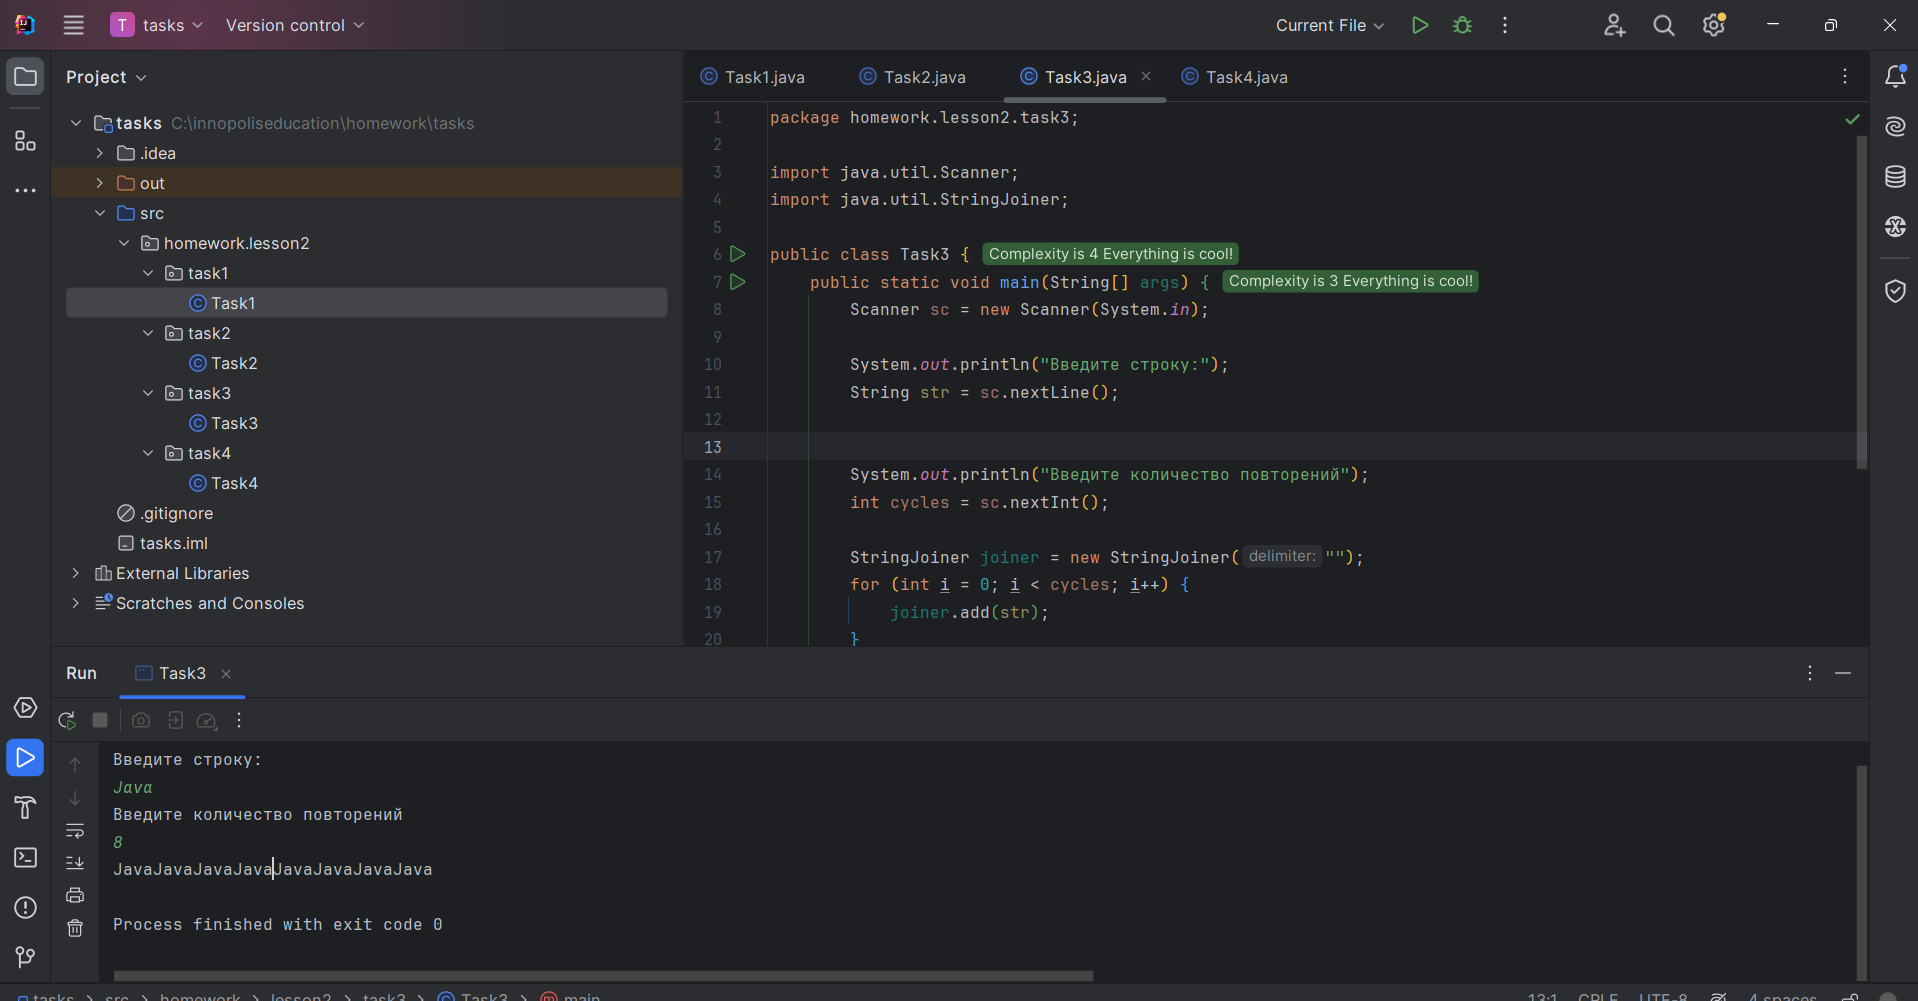 T tasks Version control Current File
Project
tasks C:\innopoliseducation\homework\tasks
.idea
out
src
homework.lesson2
task1
Task1
task2
Task2
task3
Task3
task4
Task4
.gitignore
tasks.iml
External Libraries
Scratches and Consoles
Task1.java Task2.java Task3.java Task4.java
1 package homework.lesson2.task3;
2
3 import java.util.Scanner;
4 import java.util.StringJoiner;
5
6 public class Task3 { Complexity is 4 Everything is cool!
7 public static void main(String[] args) { Complexity is 3 Everything is cool!
8 Scanner sc = new Scanner(System.in);
9
10 System.out.println("Введите строку:");
11 String str = sc.nextLine();
12
13
14 System.out.println("Введите количество повторений");
15 int cycles = sc.nextInt();
16
17 StringJoiner joiner = new StringJoiner( delimiter: "");
18 for (int i = 0; i < cycles; i++) {
19 joiner.add(str);
20 }
Run Task3
Введите строку:
Java
Введите количество повторений
8
JavaJavaJavaJavaJavaJavaJavaJava
Process finished with exit code 0
tasks > src > homework > lesson2 > task3 > Task3 > main 13:1 CRLF UTF-8 4 spaces